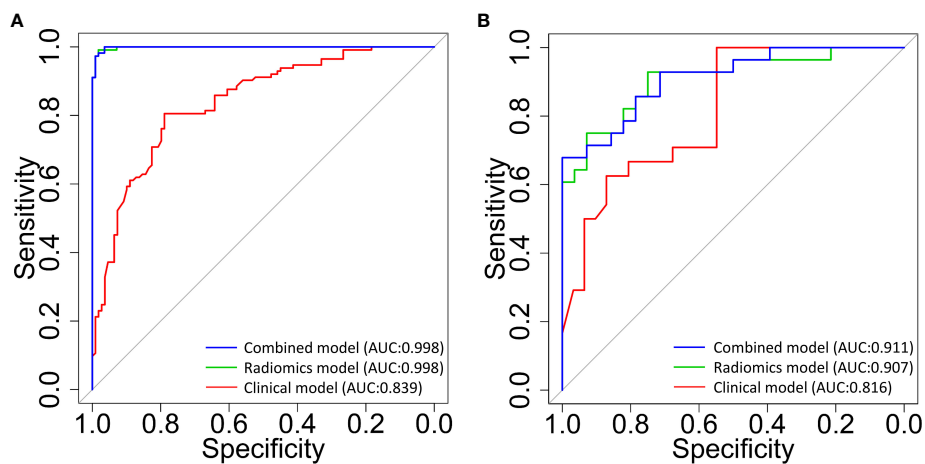 A
Sensitivity
1.0
0.8
0.6
0.4
0.2
0.0
Combined model (AUC:0.998)
Radiomics model (AUC:0.998)
Clinical model (AUC:0.839)
1.0 0.8 0.6 0.4 0.2 0.0
Specificity
B
Sensitivity
1.0
0.8
0.6
0.4
0.2
0.0
Combined model (AUC:0.911)
Radiomics model (AUC:0.907)
Clinical model (AUC:0.816)
1.0 0.8 0.6 0.4 0.2 0.0
Specificity